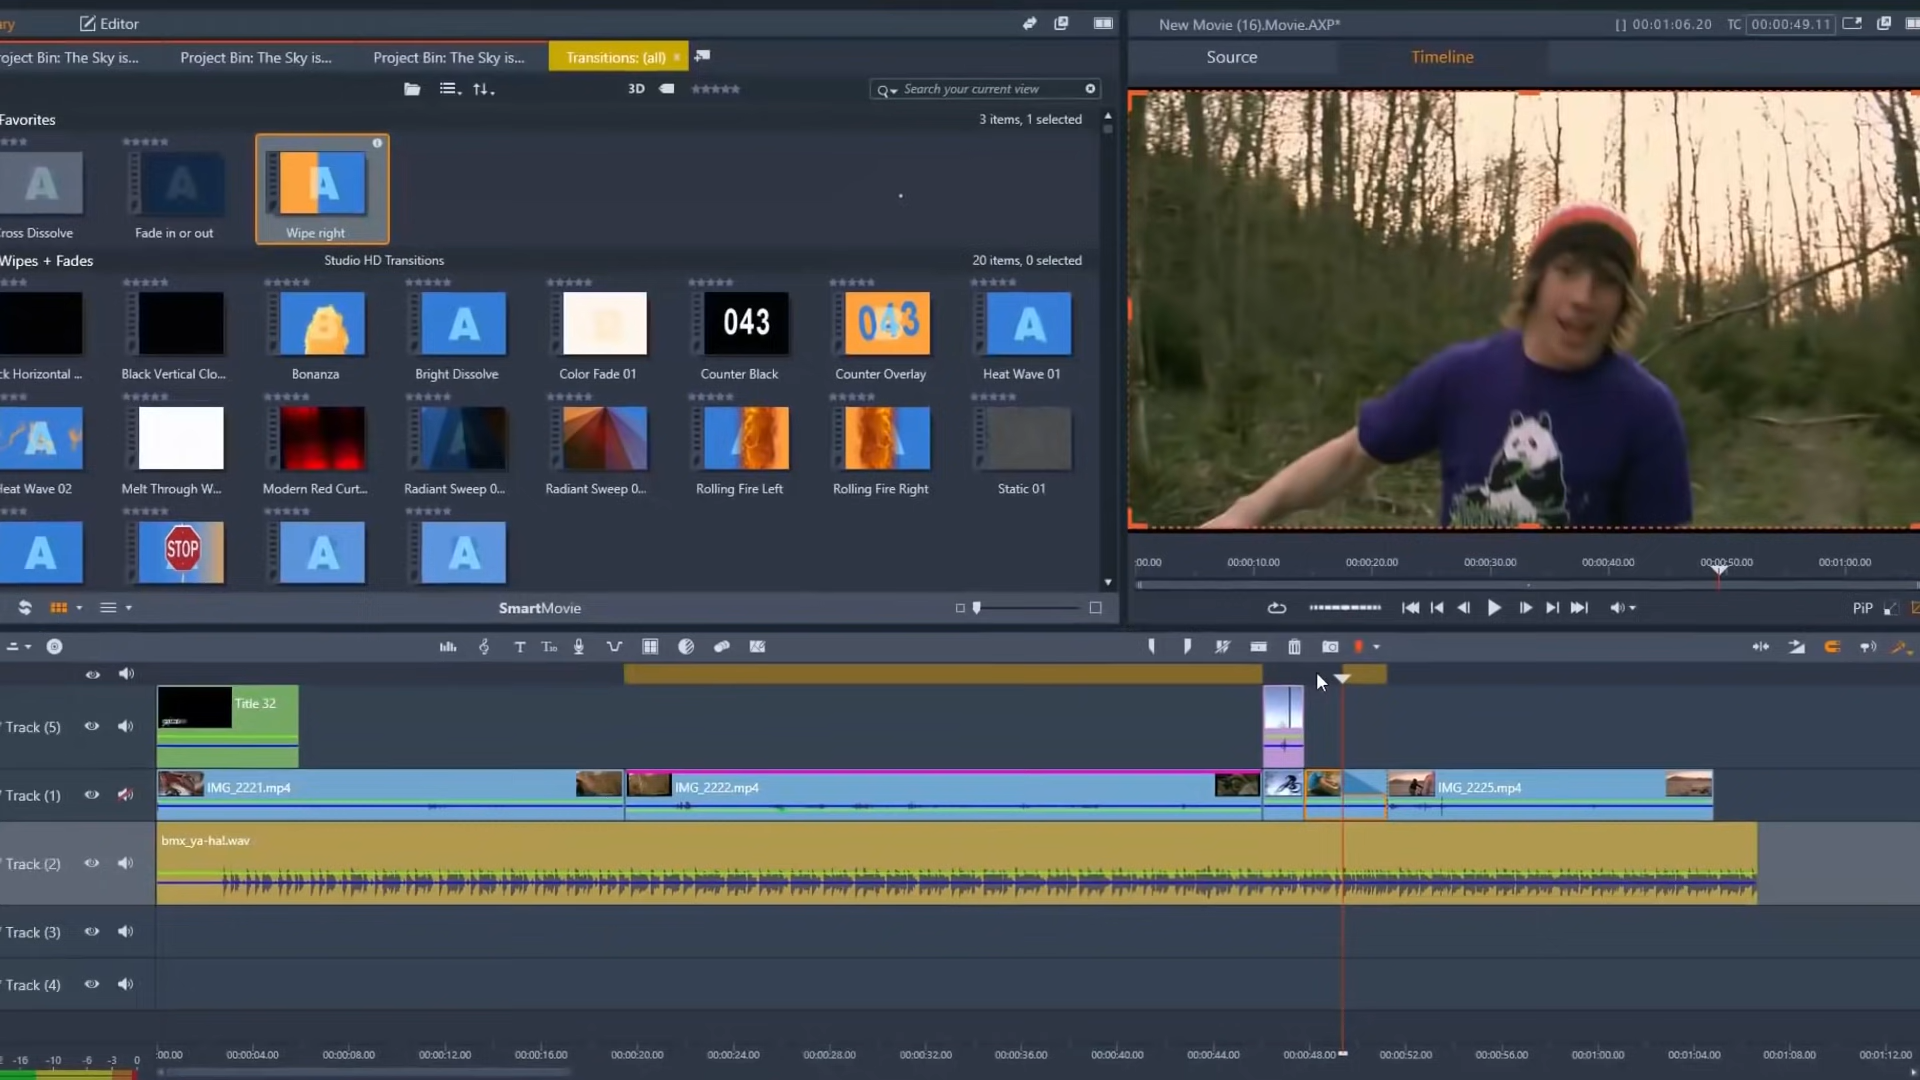 ary Editor New Movie (16).Movie.AXP* [] 00:01:06.20 TC 00:00:49.11
roject Bin: The Sky is... Project Bin: The Sky is... Project Bin: The Sky is... Transitions: (all) Source Timeline
3D Search your current view
Favorites 3 items, 1 selected
A A A
ross Dissolve Fade in or out Wipe right
Wipes + Fades Studio HD Transitions 20 items, 0 selected
B A 043 043 A
ck Horizontal ... Black Vertical Clo... Bonanza Bright Dissolve Color Fade 01 Counter Black Counter Overlay Heat Wave 01
A A
eat Wave 02 Melt Through W... Modern Red Curt... Radiant Sweep 0... Radiant Sweep 0... Rolling Fire Left Rolling Fire Right Static 01
A STOP A A
:00.00 00:00:10.00 00:00:20.00 00:00:30.00 00:00:40.00 00:00:50.00 00:01:00.00
SmartMovie PiP
T
Track (5) Title 32
Track (1) IMG_2221.mp4 IMG_2222.mp4 IMG_2225.mp4
bmx_ya-ha!.wav
Track (2)
Track (3)
Track (4)
-16 -10 -6 -3 0 :00.00 00:00:04.00 00:00:08.00 00:00:12.00 00:00:16.00 00:00:20.00 00:00:24.00 00:00:28.00 00:00:32.00 00:00:36.00 00:00:40.00 00:00:44.00 00:00:48.00 00:00:52.00 00:00:56.00 00:01:00.00 00:01:04.00 00:01:08.00 00:01:12.00